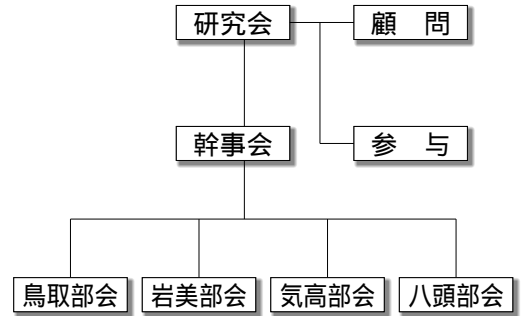 研究会
顧　問
幹事会
参　与
鳥取部会
岩美部会
気高部会
八頭部会